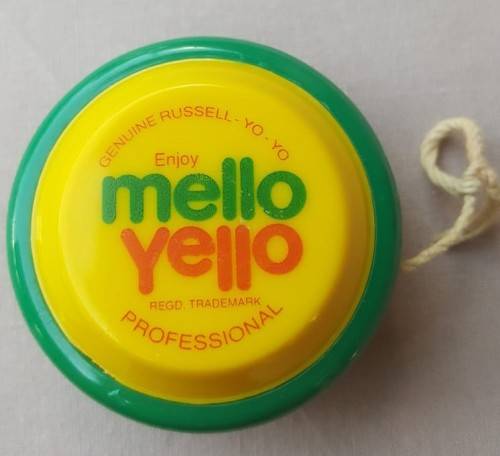 GENUINE RUSSELL - YO - YO
Enjoy
mello
Yello
REGD. TRADEMARK
PROFESSIONAL